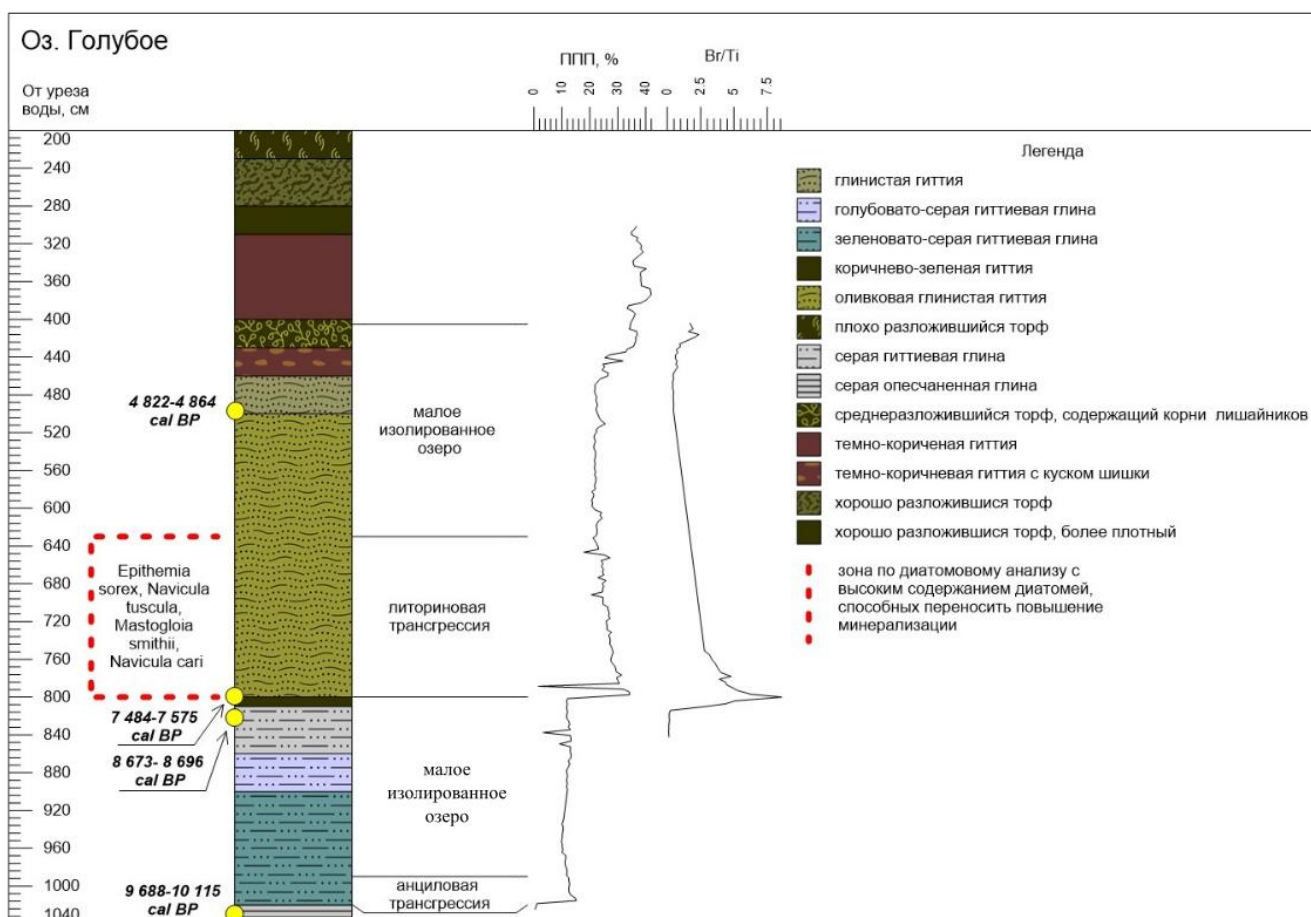 Оз. Голубое
От уреза
воды, см
ППП, %
0
10
20
30
40
Br/Ti
0
2.5
5
7.5
200
240
280
320
360
400
440
480
520
560
600
640
680
720
760
800
840
880
920
960
1000
1040
4 822-4 864
cal BP
Epithemia
sorex, Navicula
tuscula,
Mastogloia
smithii,
Navicula cari
7 484-7 575
cal BP
8 673- 8 696
cal BP
9 688-10 115
cal BP
малое
изолированное
озеро
литориновая
трансгрессия
малое
изолированное
озеро
анциловая
трансгрессия
Легенда
глинистая гиттия
голубовато-серая гиттиевая глина
зеленовато-серая гиттиевая глина
коричнево-зеленая гиттия
оливковая глинистая гиттия
плохо разложившийся торф
серая гиттиевая глина
серая опесчаненная глина
среднеразложившийся торф, содержащий корни лишайников
темно-кориченая гиттия
темно-коричневая гиттия с куском шишки
хорошо разложившися торф
хорошо разложившися торф, более плотный
зона по диатомовому анализу с
высоким содержанием диатомей,
способных переносить повышение
минерализации